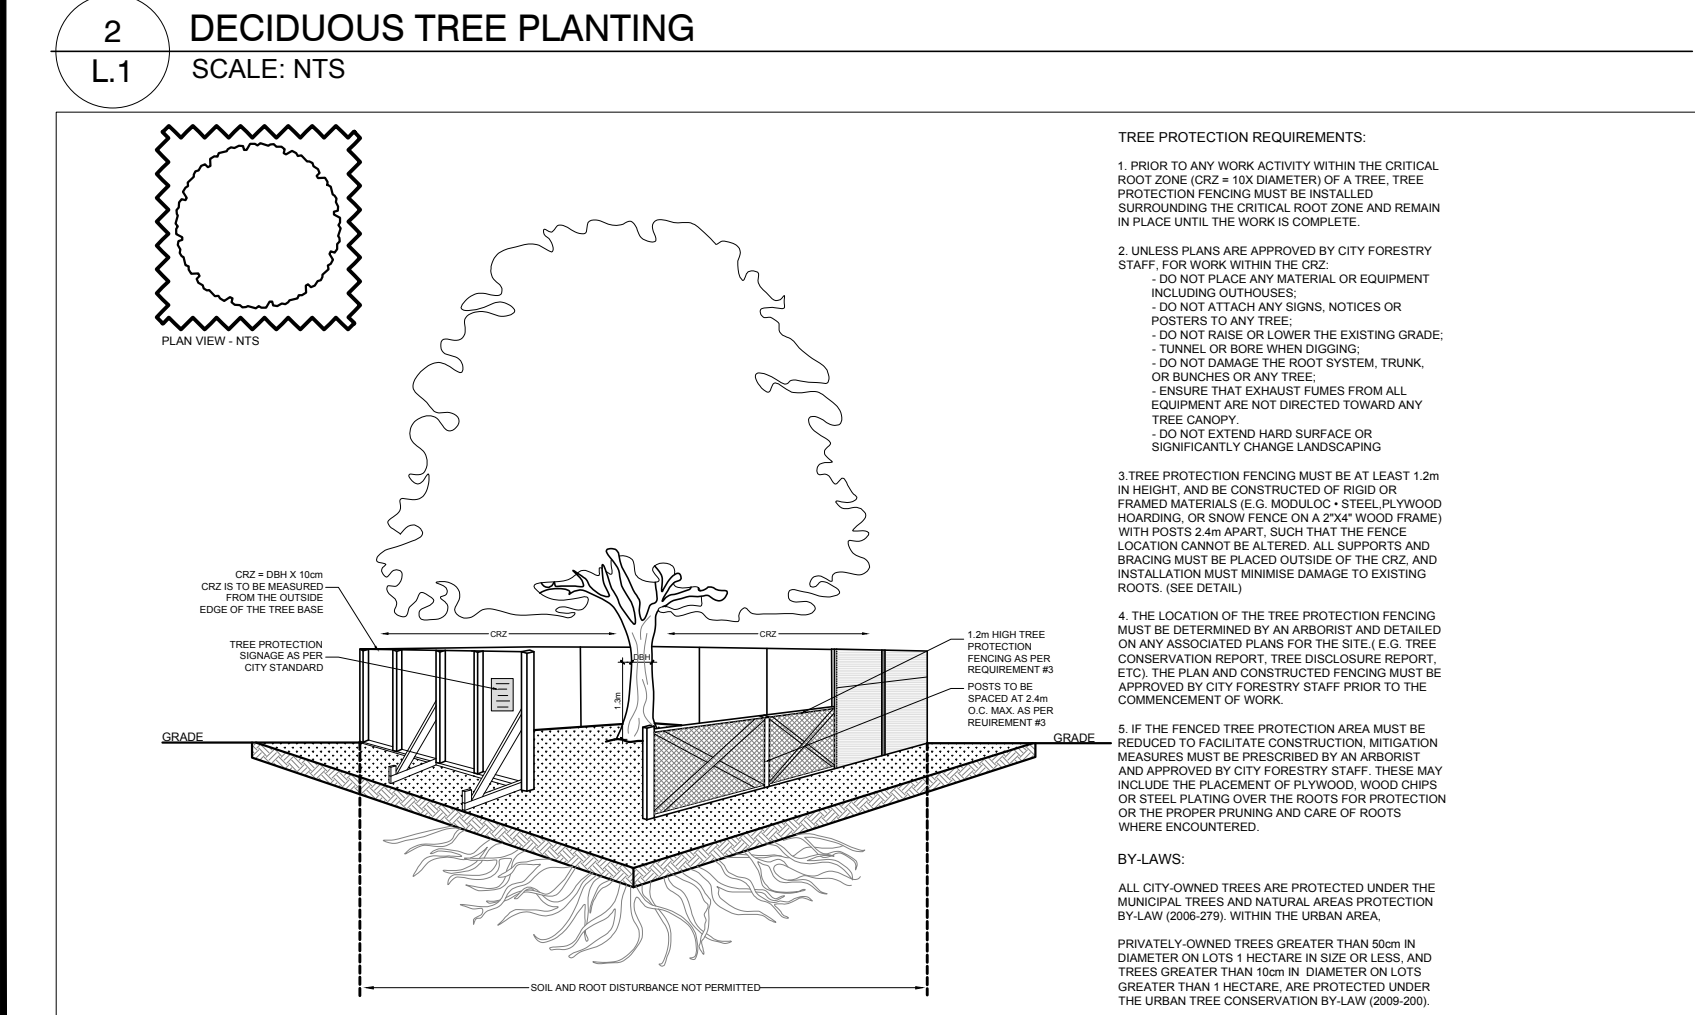 2
L.1
DECIDUOUS TREE PLANTING
SCALE: NTS
PLAN VIEW - NTS
CRZ = DBH X 10cm
CRZ IS TO BE MEASURED
FROM THE OUTSIDE
EDGE OF THE TREE BASE
TREE PROTECTION
SIGNAGE AS PER
CITY STANDARD
GRADE
CRZ
CRZ
DBH
1.3m
1.2m HIGH TREE
PROTECTION
FENCING AS PER
REQUIREMENT #3
POSTS TO BE
SPACED AT 2.4m
O.C. MAX. AS PER
REUIREMENT #3
GRADE
SOIL AND ROOT DISTURBANCE NOT PERMITTED
TREE PROTECTION REQUIREMENTS:
1. PRIOR TO ANY WORK ACTIVITY WITHIN THE CRITICAL
ROOT ZONE (CRZ = 10X DIAMETER) OF A TREE, TREE
PROTECTION FENCING MUST BE INSTALLED
SURROUNDING THE CRITICAL ROOT ZONE AND REMAIN
IN PLACE UNTIL THE WORK IS COMPLETE.
2. UNLESS PLANS ARE APPROVED BY CITY FORESTRY
STAFF, FOR WORK WITHIN THE CRZ:
- DO NOT PLACE ANY MATERIAL OR EQUIPMENT
INCLUDING OUTHOUSES;
- DO NOT ATTACH ANY SIGNS, NOTICES OR
POSTERS TO ANY TREE;
- DO NOT RAISE OR LOWER THE EXISTING GRADE;
- TUNNEL OR BORE WHEN DIGGING;
- DO NOT DAMAGE THE ROOT SYSTEM, TRUNK,
OR BUNCHES OR ANY TREE;
- ENSURE THAT EXHAUST FUMES FROM ALL
EQUIPMENT ARE NOT DIRECTED TOWARD ANY
TREE CANOPY.
- DO NOT EXTEND HARD SURFACE OR
SIGNIFICANTLY CHANGE LANDSCAPING
3.TREE PROTECTION FENCING MUST BE AT LEAST 1.2m
IN HEIGHT, AND BE CONSTRUCTED OF RIGID OR
FRAMED MATERIALS (E.G. MODULOC • STEEL,PLYWOOD
HOARDING, OR SNOW FENCE ON A 2"X4" WOOD FRAME)
WITH POSTS 2.4m APART, SUCH THAT THE FENCE
LOCATION CANNOT BE ALTERED. ALL SUPPORTS AND
BRACING MUST BE PLACED OUTSIDE OF THE CRZ, AND
INSTALLATION MUST MINIMISE DAMAGE TO EXISTING
ROOTS. (SEE DETAIL)
4. THE LOCATION OF THE TREE PROTECTION FENCING
MUST BE DETERMINED BY AN ARBORIST AND DETAILED
ON ANY ASSOCIATED PLANS FOR THE SITE.( E.G. TREE
CONSERVATION REPORT, TREE DISCLOSURE REPORT,
ETC). THE PLAN AND CONSTRUCTED FENCING MUST BE
APPROVED BY CITY FORESTRY STAFF PRIOR TO THE
COMMENCEMENT OF WORK.
5. IF THE FENCED TREE PROTECTION AREA MUST BE
REDUCED TO FACILITATE CONSTRUCTION, MITIGATION
MEASURES MUST BE PRESCRIBED BY AN ARBORIST
AND APPROVED BY CITY FORESTRY STAFF. THESE MAY
INCLUDE THE PLACEMENT OF PLYWOOD, WOOD CHIPS
OR STEEL PLATING OVER THE ROOTS FOR PROTECTION
OR THE PROPER PRUNING AND CARE OF ROOTS
WHERE ENCOUNTERED.
BY-LAWS:
ALL CITY-OWNED TREES ARE PROTECTED UNDER THE
MUNICIPAL TREES AND NATURAL AREAS PROTECTION
BY-LAW (2006-279). WITHIN THE URBAN AREA,
PRIVATELY-OWNED TREES GREATER THAN 50cm IN
DIAMETER ON LOTS 1 HECTARE IN SIZE OR LESS, AND
TREES GREATER THAN 10cm IN DIAMETER ON LOTS
GREATER THAN 1 HECTARE, ARE PROTECTED UNDER
THE URBAN TREE CONSERVATION BY-LAW (2009-200).